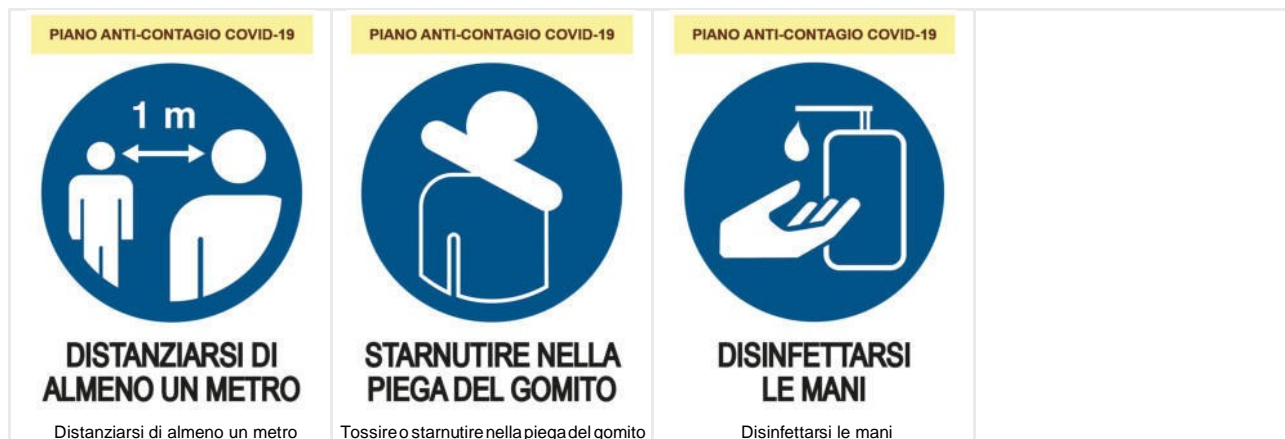 PIANO ANTI-CONTAGIO COVID-19
1 m
DISTANZIARSI DI
ALMENO UN METRO
Distanziarsi di almeno un metro
PIANO ANTI-CONTAGIO COVID-19
STARNUTIRE NELLA
PIEGA DEL GOMITO
Tossire o starnutire nella piega del gomito
PIANO ANTI-CONTAGIO COVID-19
DISINFETTARSI
LE MANI
Disinfettarsi le mani